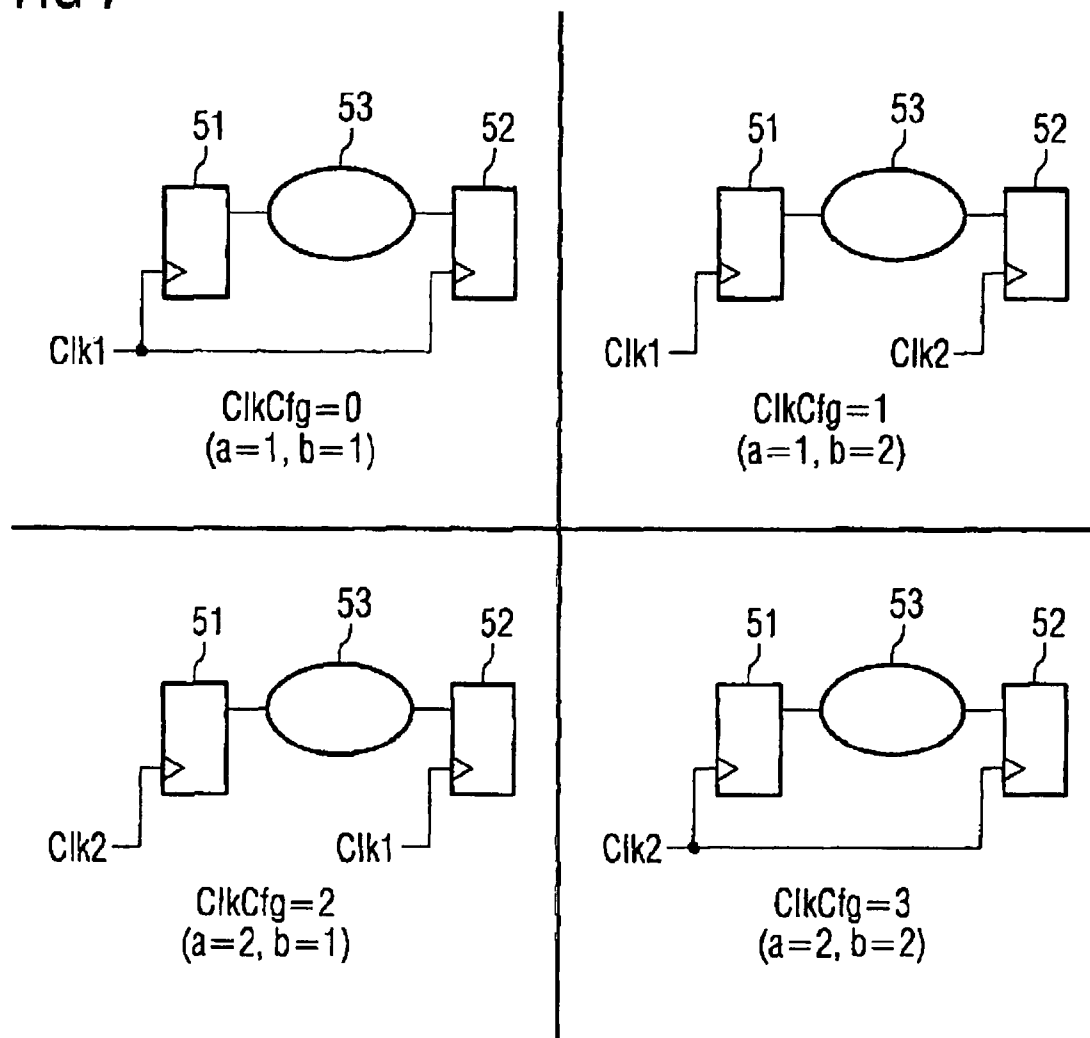 FIG 7
51
53
52
Clk1
ClkCfg=0
(a=1, b=1)
51
53
52
Clk1
Clk2
ClkCfg=1
(a=1, b=2)
51
53
52
Clk2
Clk1
ClkCfg=2
(a=2, b=1)
51
53
52
Clk2
ClkCfg=3
(a=2, b=2)